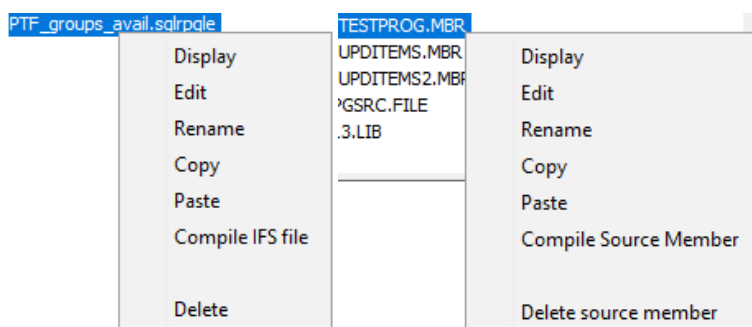 PTF_groups_avail.sqlrpgle
Display
Edit
Rename
Copy
Paste
Compile IFS file
Delete
TESTPROG.MBR
UPDITEMS.MBR
UPDITEMS2.MBR
PGSRC.FILE
.3.LIB
Display
Edit
Rename
Copy
Paste
Compile Source Member
Delete source member